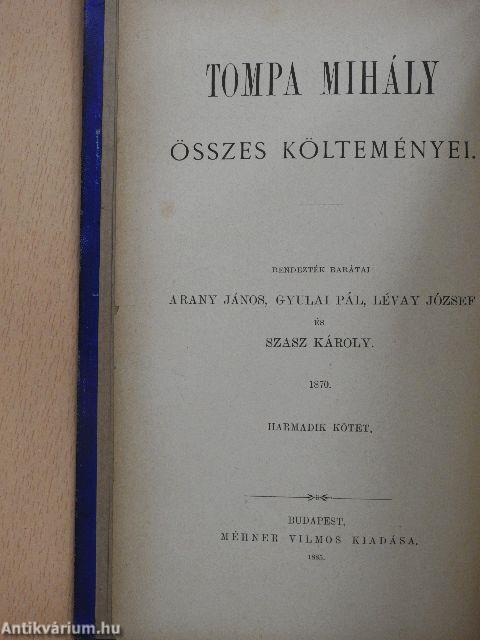 TOMPA MIHÁLY
ÖSSZES KÖLTEMÉNYEI.
RENDEZTÉK BARÁTAI
ARANY JÁNOS, GYULAI PÁL, LÉVAY JÓZSEF
ÉS
SZASZ KÁROLY.
1870.
HARMADIK KÖTET.
BUDAPEST,
MÉHNER VILMOS KIADÁSA.
1885.
Antikvárium.hu